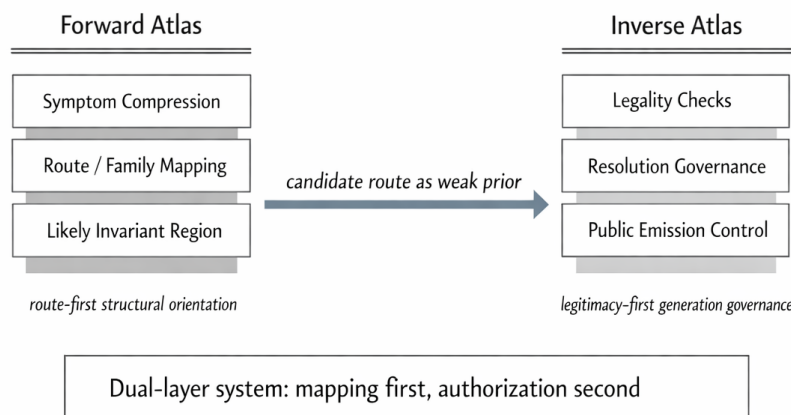 Forward Atlas
Symptom Compression
Route / Family Mapping
Likely Invariant Region
route-first structural orientation
candidate route as weak prior
Inverse Atlas
Legality Checks
Resolution Governance
Public Emission Control
legitimacy-first generation governance
Dual-layer system: mapping first, authorization second